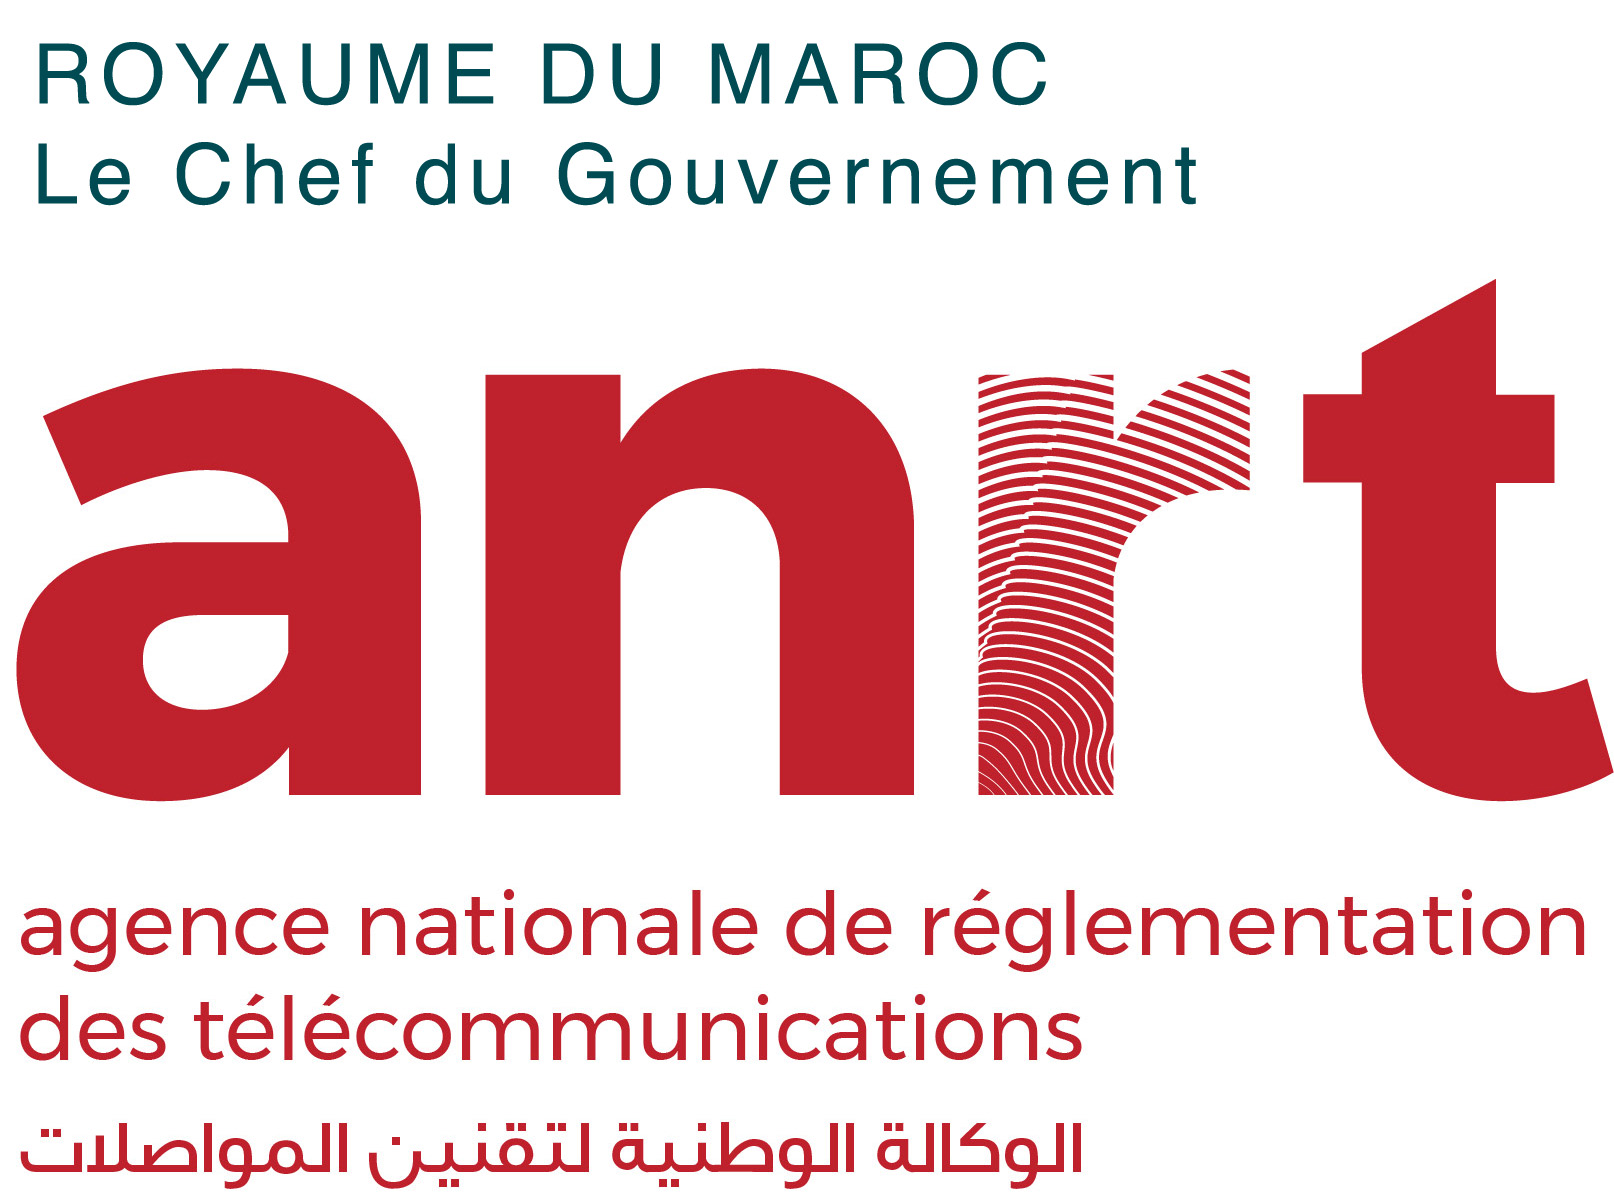 ROYAUME DU MAROC
Le Chef du Gouvernement
anrt
agence nationale de réglementation
des télécommunications
الوكالة الوطنية لتقنين المواصلات